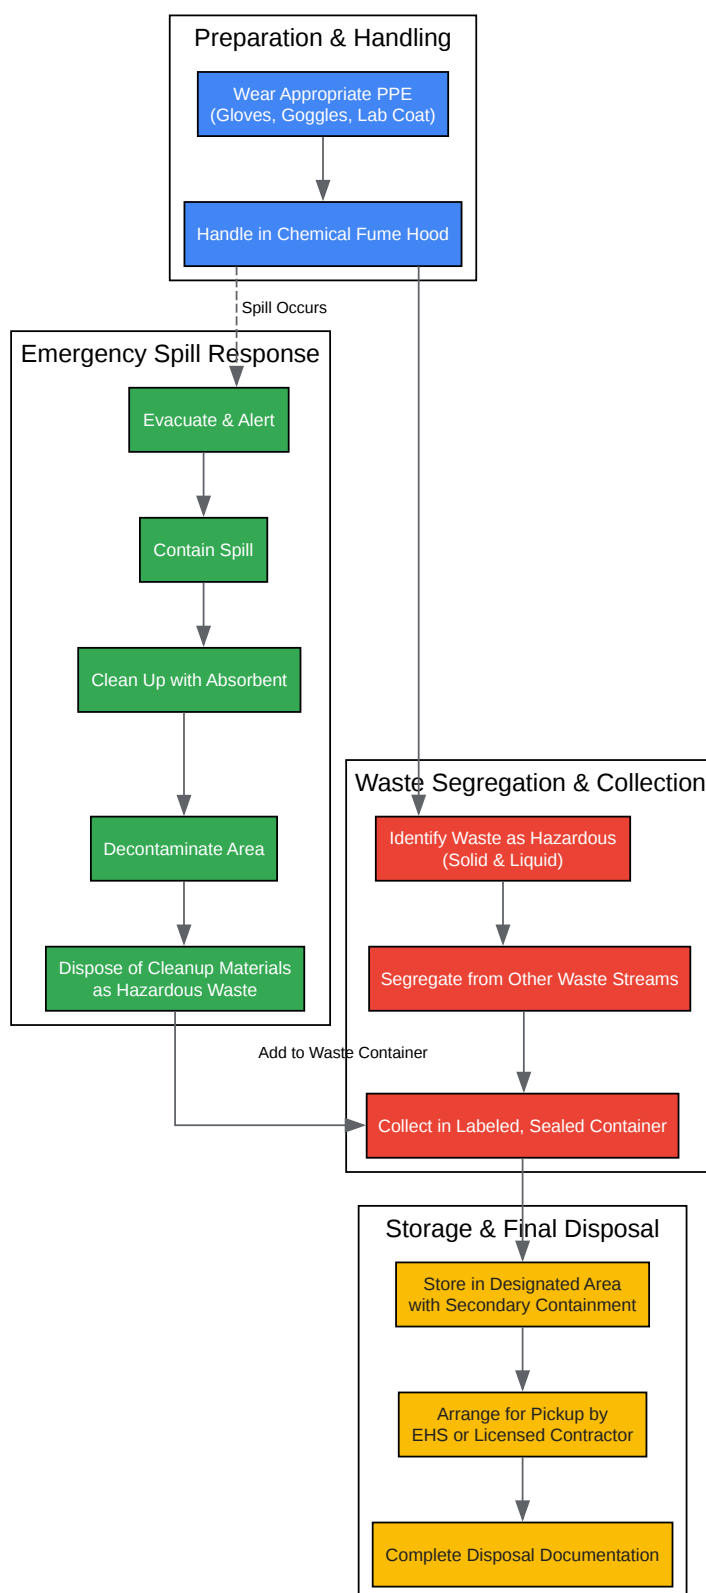 Preparation & Handling
Wear Appropriate PPE
(Gloves, Goggles, Lab Coat)
Handle in Chemical Fume Hood
Spill Occurs
Emergency Spill Response
Evacuate & Alert
Contain Spill
Clean Up with Absorbent
Decontaminate Area
Dispose of Cleanup Materials
as Hazardous Waste
Add to Waste Container
Waste Segregation & Collection
Identify Waste as Hazardous
(Solid & Liquid)
Segregate from Other Waste Streams
Collect in Labeled, Sealed Container
Storage & Final Disposal
Store in Designated Area
with Secondary Containment
Arrange for Pickup by
EHS or Licensed Contractor
Complete Disposal Documentation